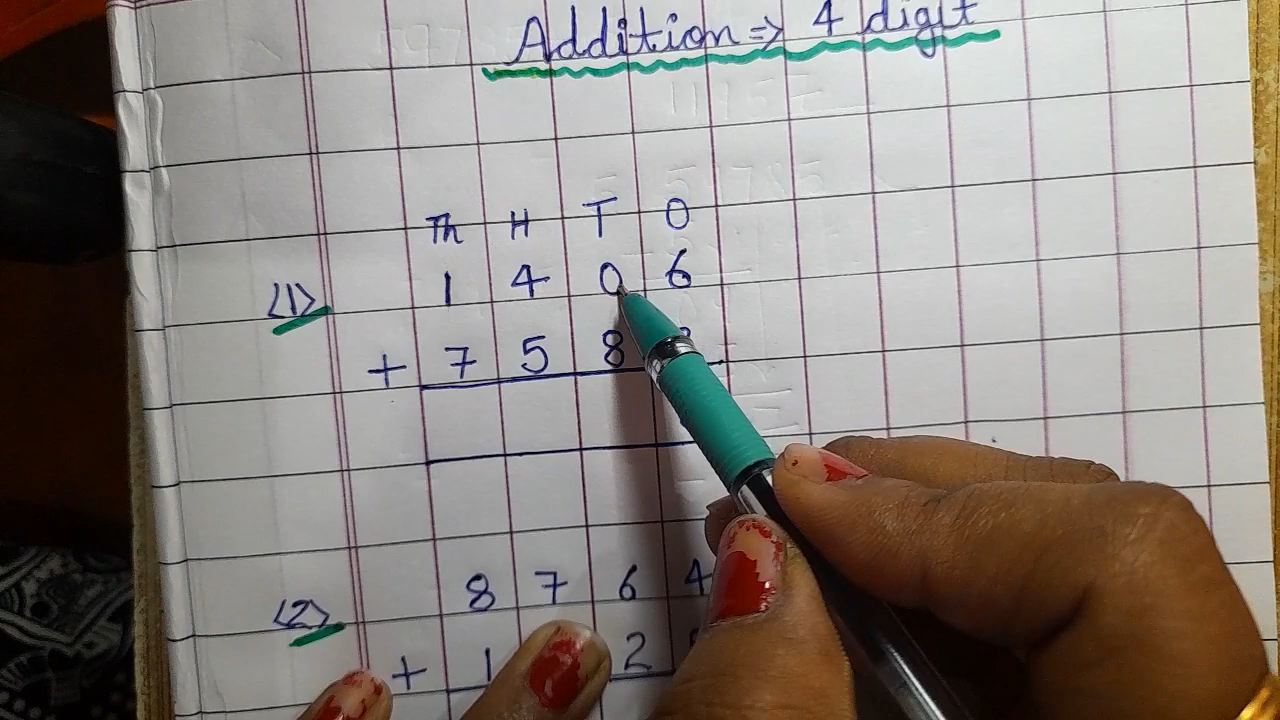 Addition => 4 digit
Th H T O
<1> 1 4 0 6
+ 7 5 8
<2> 8 7 6 4
+ 1 2